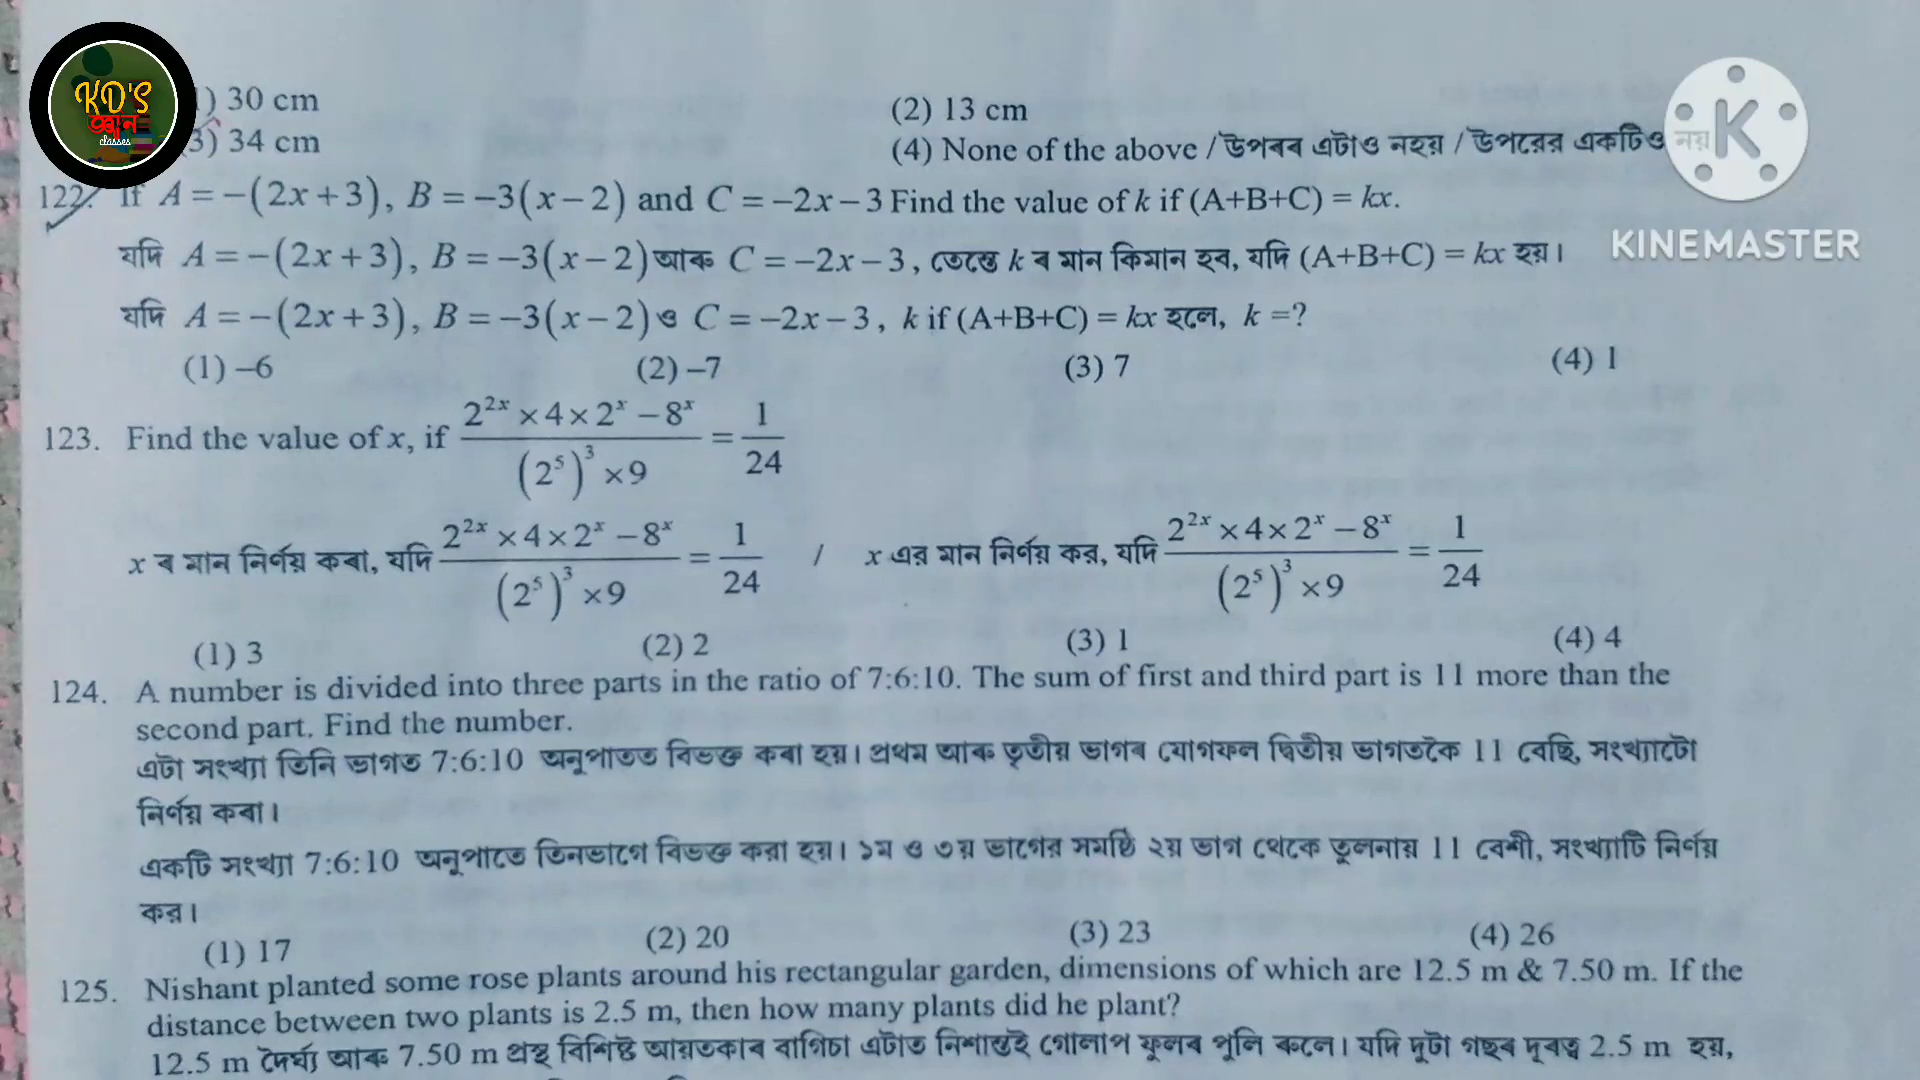 KD'S
জ্ঞান
classes
) 30 cm (2) 13 cm
3) 34 cm (4) None of the above / উপৰৰ এটাও নহয় / উপরের একটিও নয়
KINEMASTER
122. If A = −(2x + 3), B = −3(x − 2) and C = −2x − 3 Find the value of k if (A+B+C) = kx.
যদি A = −(2x + 3), B = −3(x − 2) আৰু C = −2x − 3, তেন্তে k ৰ মান কিমান হব, যদি (A+B+C) = kx হয়।
যদি A = −(2x + 3), B = −3(x − 2) ও C = −2x − 3, k if (A+B+C) = kx হলে, k =?
(1) –6 (2) –7 (3) 7 (4) 1
123. Find the value of x, if (2^{2x} × 4 × 2^x − 8^x) / ((2^5)^3 × 9) = 1/24
x ৰ মান নিৰ্ণয় কৰা, যদি (2^{2x} × 4 × 2^x − 8^x) / ((2^5)^3 × 9) = 1/24 / x এর মান নির্ণয় কর, যদি (2^{2x} × 4 × 2^x − 8^x) / ((2^5)^3 × 9) = 1/24
(1) 3 (2) 2 (3) 1 (4) 4
124. A number is divided into three parts in the ratio of 7:6:10. The sum of first and third part is 11 more than the
second part. Find the number.
এটা সংখ্যা তিনি ভাগত 7:6:10 অনুপাতত বিভক্ত কৰা হয়। প্ৰথম আৰু তৃতীয় ভাগৰ যোগফল দ্বিতীয় ভাগতকৈ 11 বেছি, সংখ্যাটো
নিৰ্ণয় কৰা।
একটি সংখ্যা 7:6:10 অনুপাতে তিনভাগে বিভক্ত করা হয়। ১ম ও ৩য় ভাগের সমষ্ঠি ২য় ভাগ থেকে তুলনায় 11 বেশী, সংখ্যাটি নির্ণয়
কর।
(1) 17 (2) 20 (3) 23 (4) 26
125. Nishant planted some rose plants around his rectangular garden, dimensions of which are 12.5 m & 7.50 m. If the
distance between two plants is 2.5 m, then how many plants did he plant?
12.5 m দৈৰ্ঘ্য আৰু 7.50 m প্ৰস্থ বিশিষ্ট আয়তকাৰ বাগিচা এটাত নিশান্তই গোলাপ ফুলৰ পুলি ৰুলে। যদি দুটা গছৰ দূৰত্ব 2.5 m হয়,